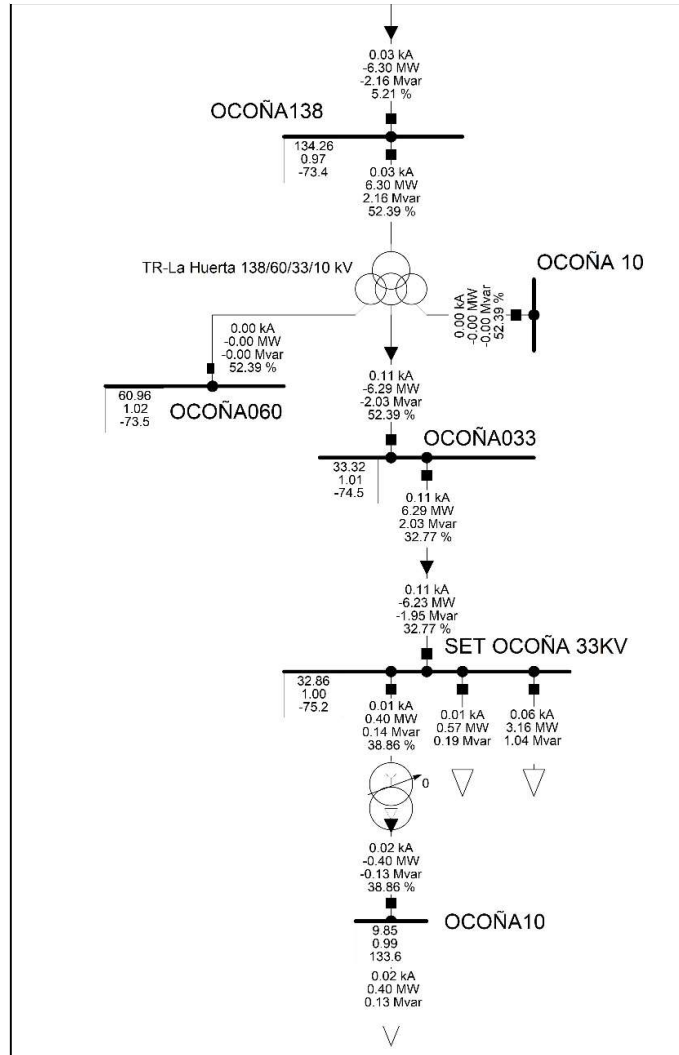 0.03 kA
-6.30 MW
-2.16 Mvar
5.21 %
OCOÑA138
134.26
0.97
-73.4
0.03 kA
6.30 MW
2.16 Mvar
52.39 %
TR-La Huerta 138/60/33/10 kV
OCOÑA 10
0.00 kA
-0.00 MW
-0.00 Mvar
52.39 %
0.00 kA
-0.00 MW
-0.00 Mvar
52.39 %
60.96
1.02
-73.5
OCOÑA060
0.11 kA
-6.29 MW
-2.03 Mvar
52.39 %
OCOÑA033
33.32
1.01
-74.5
0.11 kA
6.29 MW
2.03 Mvar
32.77 %
0.11 kA
-6.23 MW
-1.95 Mvar
32.77 %
SET OCOÑA 33KV
32.86
1.00
-75.2
0.01 kA
0.40 MW
0.14 Mvar
38.86 %
0.01 kA
0.57 MW
0.19 Mvar
0.06 kA
3.16 MW
1.04 Mvar
0
0.02 kA
-0.40 MW
-0.13 Mvar
38.86 %
OCOÑA10
9.85
0.99
133.6
0.02 kA
0.40 MW
0.13 Mvar